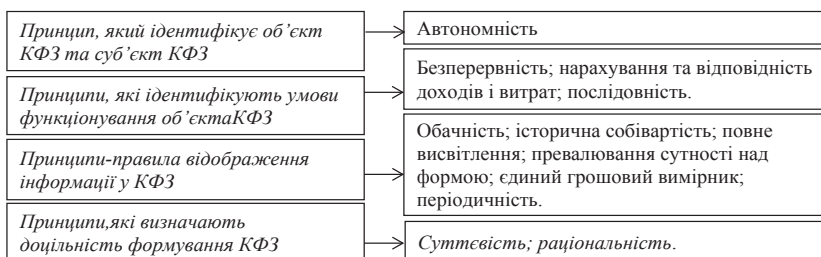 Принцип, який ідентифікує об’єкт
КФЗ та суб’єкт КФЗ
Автономність
Принципи, які ідентифікують умови
функціонування об’єктаКФЗ
Безперервність; нарахування та відповідність
доходів і витрат; послідовність.
Принципи-правила відображення
інформації у КФЗ
Обачність; історична собівартість; повне
висвітлення; превалювання сутності над
формою; єдиний грошовий вимірник;
періодичність.
Принципи,які визначають
доцільність формування КФЗ
Суттєвість; раціональність.